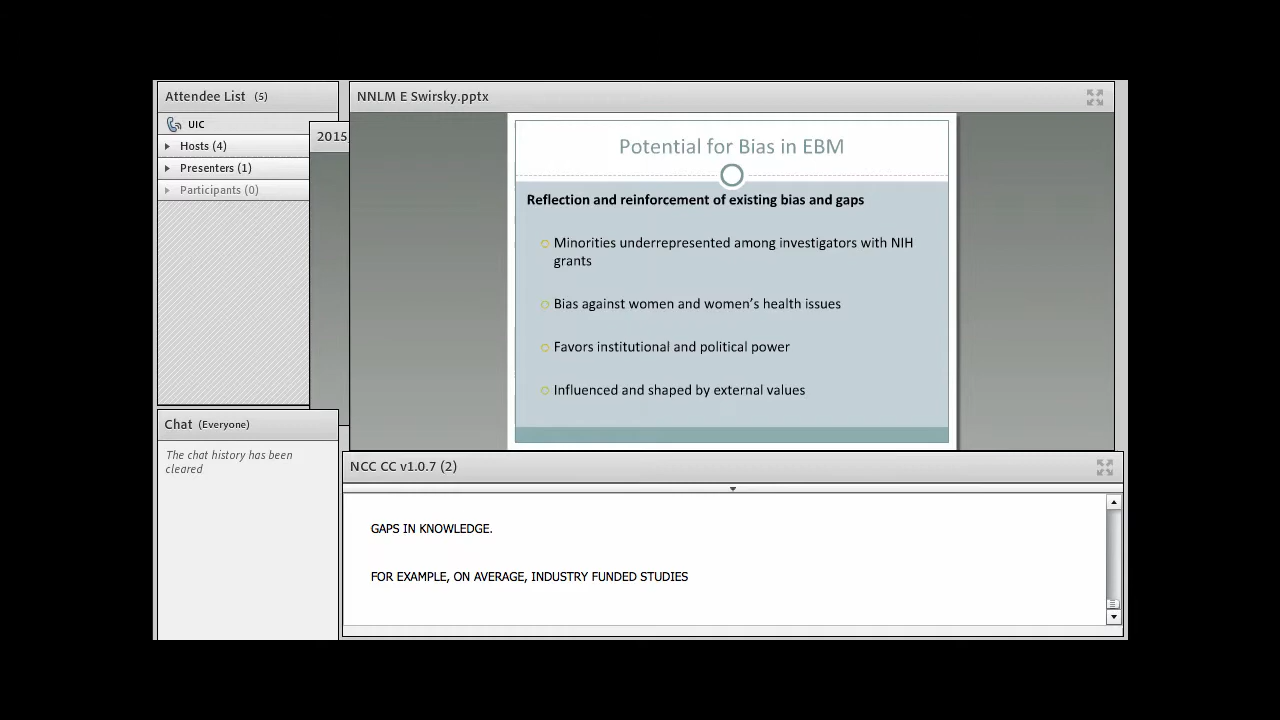 Attendee List (5)
UIC
Hosts (4)
Presenters (1)
Participants (0)
2015
Chat (Everyone)
The chat history has been
cleared
NNLM E Swirsky.pptx
Potential for Bias in EBM
Reflection and reinforcement of existing bias and gaps
Minorities underrepresented among investigators with NIH
grants
Bias against women and women's health issues
Favors institutional and political power
Influenced and shaped by external values
NCC CC v1.0.7 (2)
GAPS IN KNOWLEDGE.
FOR EXAMPLE, ON AVERAGE, INDUSTRY FUNDED STUDIES